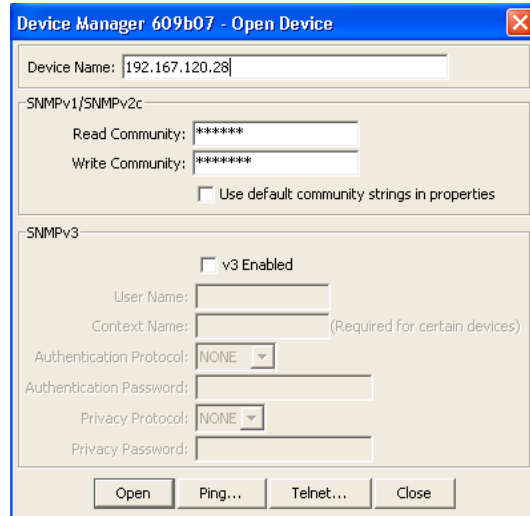 Device Manager 609b07 - Open Device
Device Name: 192.167.120.28
SNMPv1/SNMPv2c
Read Community: ******
Write Community: *******
Use default community strings in properties
SNMPv3
v3 Enabled
User Name:
Context Name: (Required for certain devices)
Authentication Protocol: NONE
Authentication Password:
Privacy Protocol: NONE
Privacy Password:
Open Ping... Telnet... Close